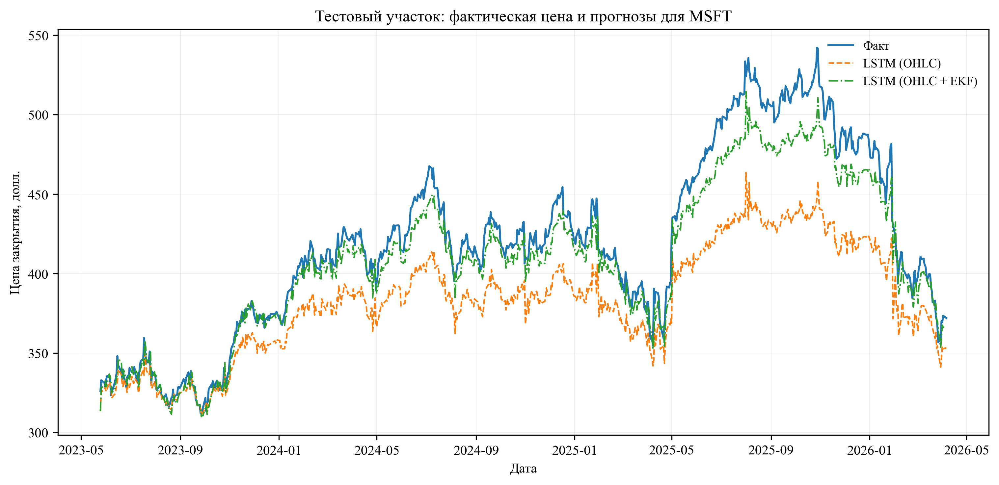 Тестовый участок: фактическая цена и прогнозы для MSFT
Цена закрытия, долл.
550
500
450
400
350
300
Факт
LSTM (OHLC)
LSTM (OHLC + EKF)
2023-05
2023-09
2024-01
2024-05
2024-09
2025-01
2025-05
2025-09
2026-01
2026-05
Дата